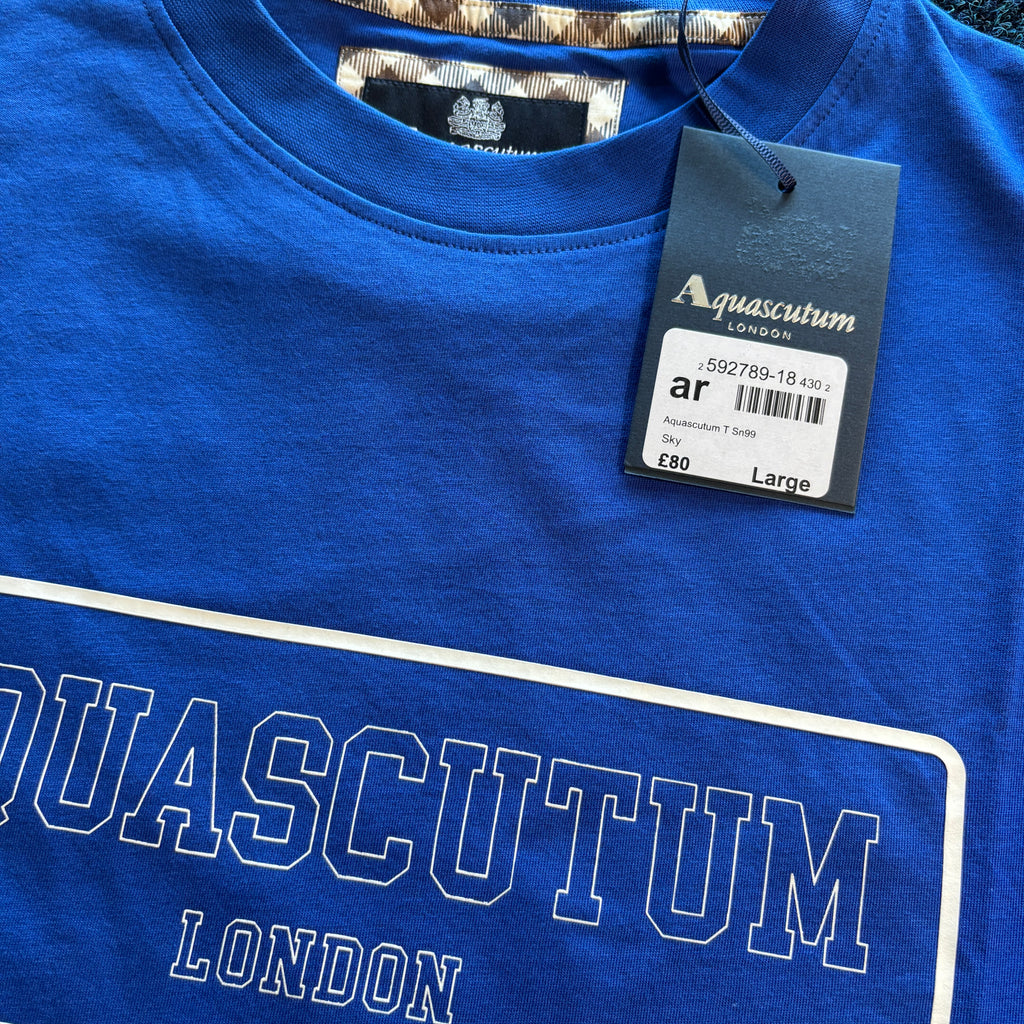 Aquascutum
LONDON
2 592789-18 430 2
ar
Aquascutum T Sn99
Sky
£80
Large
QUASCUTUM
LONDON